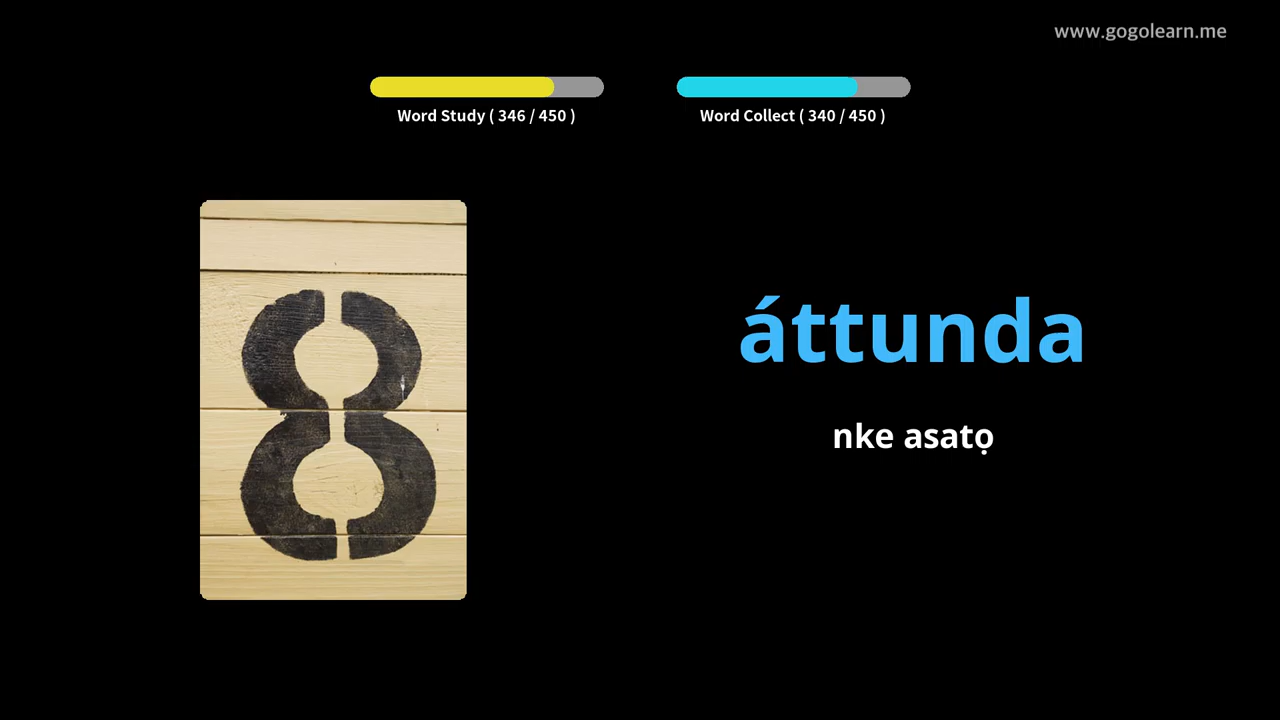 www.gogolearn.me
Word Study ( 346 / 450 )
Word Collect ( 340 / 450 )
8
áttunda
nke asatọ